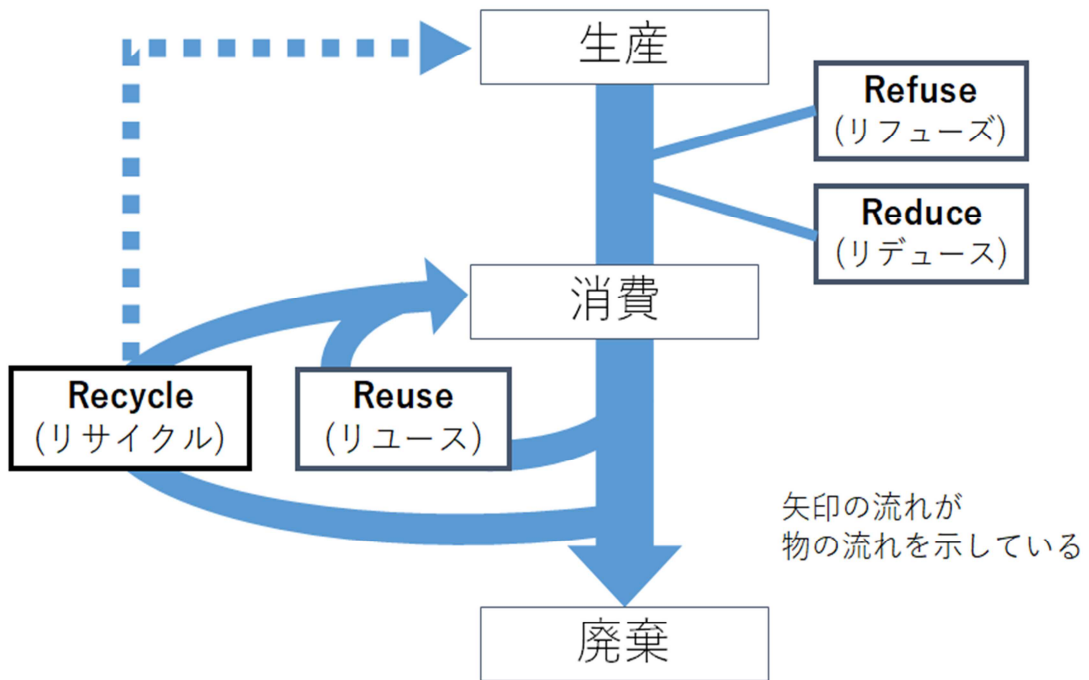 生産
Refuse
(リフューズ)
Reduce
(リデュース)
消費
Recycle
(リサイクル)
Reuse
(リユース)
矢印の流れが
物の流れを示している
廃棄